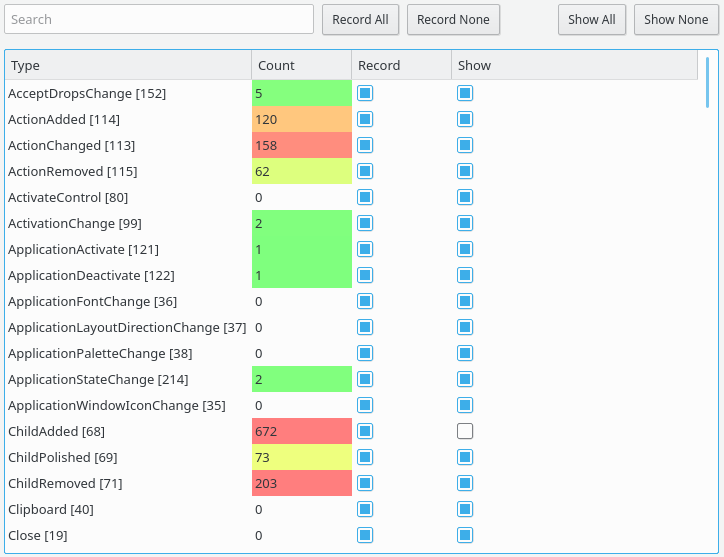 Search Record All Record None Show All Show None
Type Count Record Show
AcceptDropsChange [152] 5
ActionAdded [114] 120
ActionChanged [113] 158
ActionRemoved [115] 62
ActivateControl [80] 0
ActivationChange [99] 2
ApplicationActivate [121] 1
ApplicationDeactivate [122] 1
ApplicationFontChange [36] 0
ApplicationLayoutDirectionChange [37] 0
ApplicationPaletteChange [38] 0
ApplicationStateChange [214] 2
ApplicationWindowIconChange [35] 0
ChildAdded [68] 672
ChildPolished [69] 73
ChildRemoved [71] 203
Clipboard [40] 0
Close [19] 0